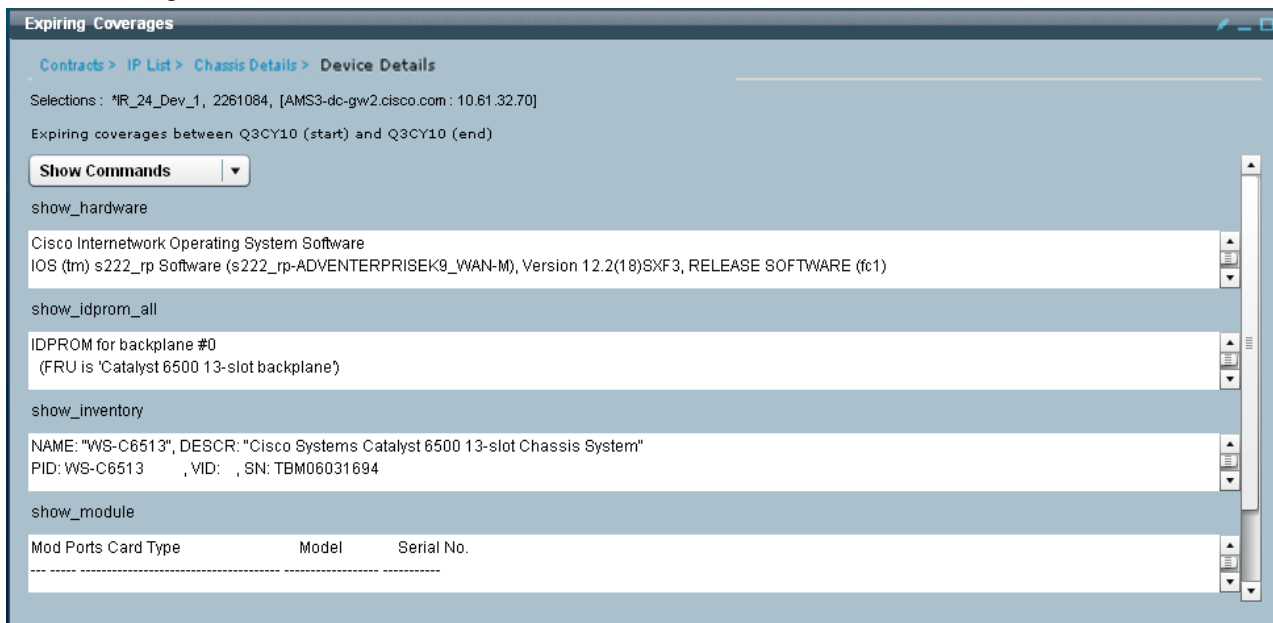 Expiring Coverages
Contracts > IP List > Chassis Details > Device Details
Selections : *IR_24_Dev_1, 2261084, [AMS3-dc-gw2.cisco.com : 10.61.32.70]
Expiring coverages between Q3CY10 (start) and Q3CY10 (end)
Show Commands
show_hardware
Cisco Internetwork Operating System Software
IOS (tm) s222_rp Software (s222_rp-ADVENTERPRISEK9_WAN-M), Version 12.2(18)SXF3, RELEASE SOFTWARE (fc1)
show_idprom_all
IDPROM for backplane #0
(FRU is 'Catalyst 6500 13-slot backplane')
show_inventory
NAME: "WS-C6513", DESCR: "Cisco Systems Catalyst 6500 13-slot Chassis System"
PID: WS-C6513 , VID: , SN: TBM06031694
show_module
Mod Ports Card Type Model Serial No.
--- ----- -------------------------------------- ------------------ -----------